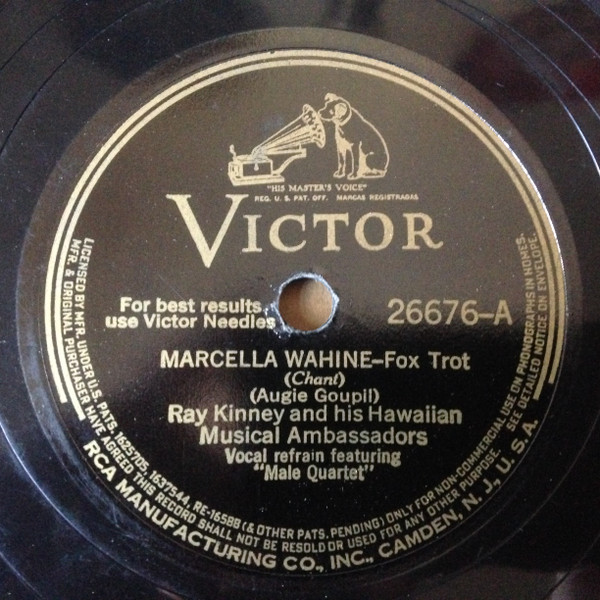 "HIS MASTER'S VOICE"
REG. U. S. PAT. OFF. MARCAS REGISTRADAS
VICTOR
For best results,
use Victor Needles
26676-A
MARCELLA WAHINE-Fox Trot
(Chant)
(Augie Goupil)
Ray Kinney and his Hawaiian
Musical Ambassadors
Vocal refrain featuring
"Male Quartet"
LICENSED BY MFR. UNDER U.S. PATS. 1625705, 1637544, RE-16588 (& OTHER PATS. PENDING) ONLY FOR NON-COMMERCIAL USE ON PHONOGRAPHS IN HOMES.
MFR. & ORIGINAL PURCHASER HAVE AGREED THIS RECORD SHALL NOT BE RESOLD OR USED FOR ANY OTHER PURPOSE. SEE DETAILED NOTICE ON ENVELOPE.
RCA MANUFACTURING CO., INC., CAMDEN, N. J., U. S. A.